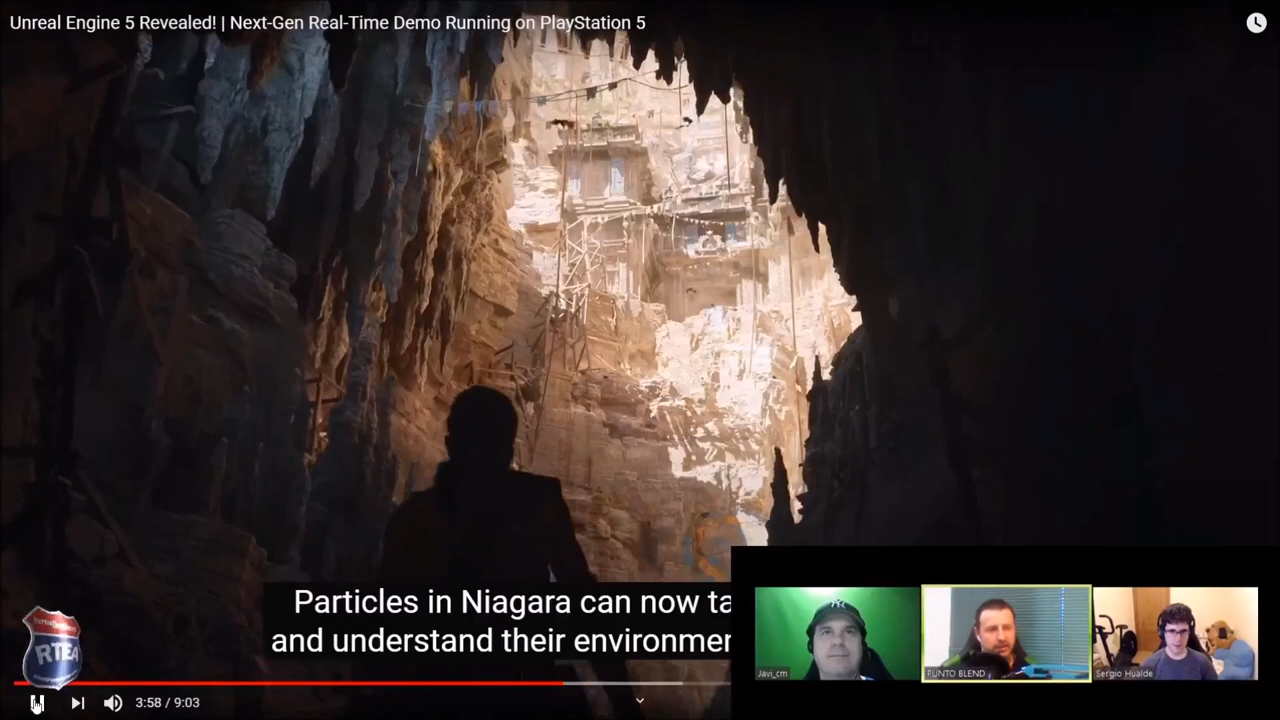 Unreal Engine 5 Revealed! | Next-Gen Real-Time Demo Running on PlayStation 5
Particles in Niagara can now ta
and understand their environmen
RTEA
3:58 / 9:03
Javi_cm
PUNTO BLEND
Sergio Hualde